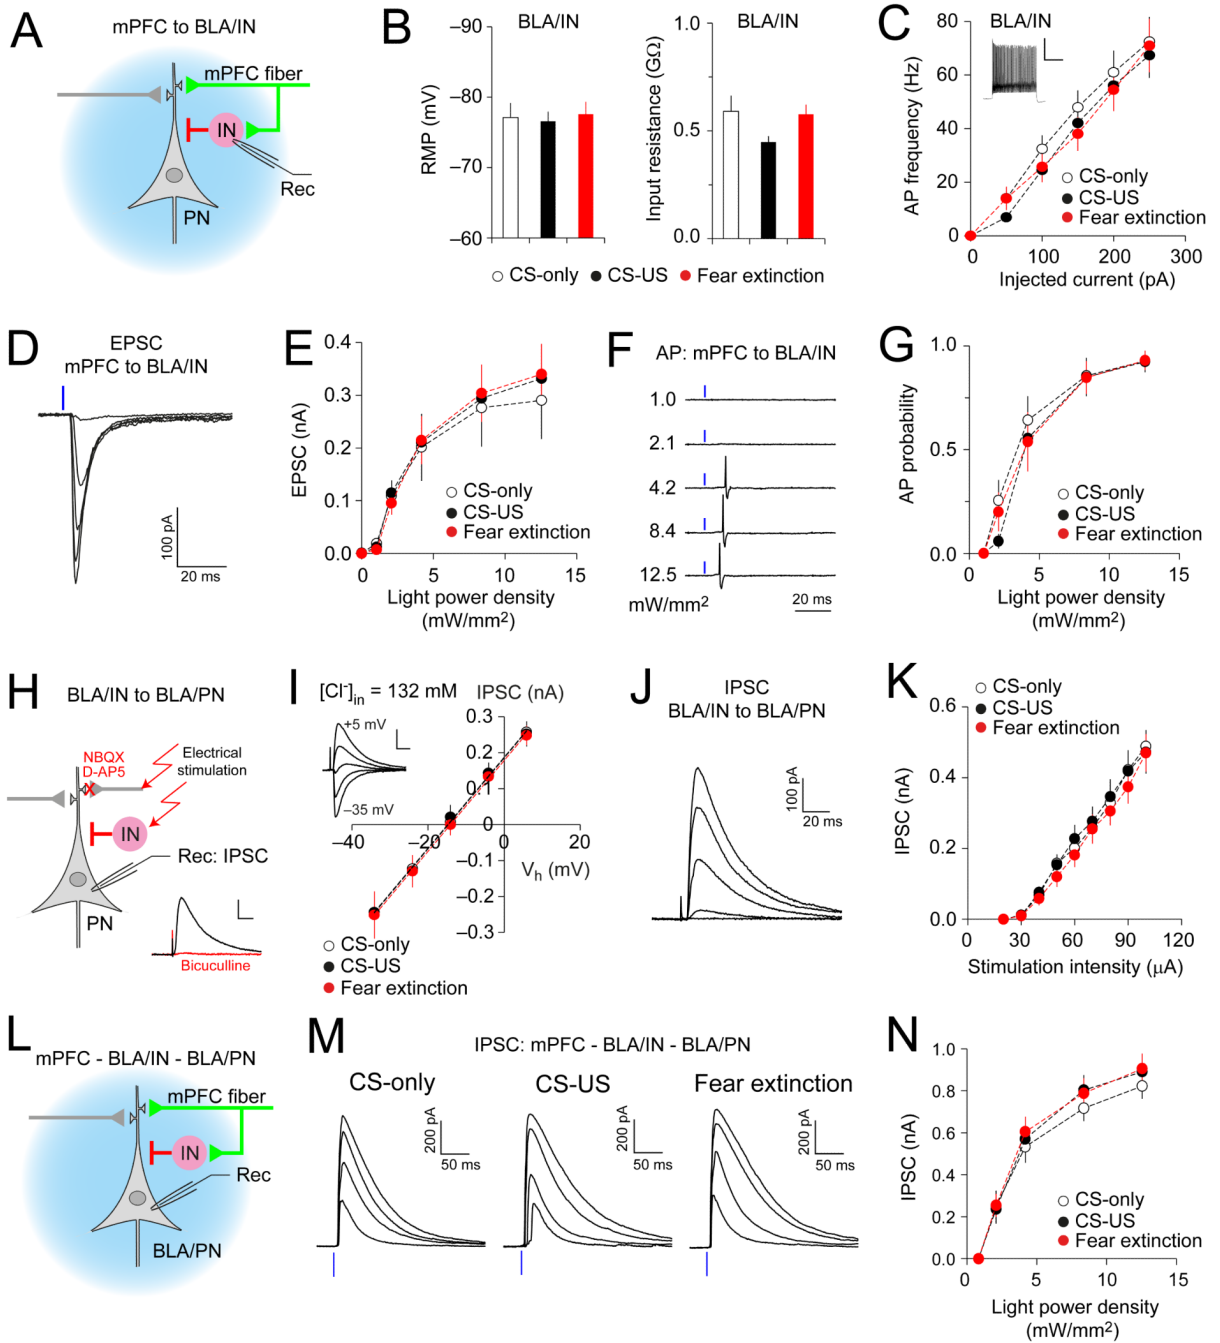 A
mPFC to BLA/IN
mPFC fiber
IN
Rec
PN
B
BLA/IN
RMP (mV)
–90
–80
–70
–60
BLA/IN
Input resistance (GΩ)
1.0
0.5
0.0
CS-only CS-US Fear extinction
C
BLA/IN
AP frequency (Hz)
80
60
40
20
0
0 100 200 300
Injected current (pA)
CS-only
CS-US
Fear extinction
D
EPSC
mPFC to BLA/IN
100 pA
20 ms
E
EPSC (nA)
0.4
0.3
0.2
0.1
0.0
0 5 10 15
Light power density
(mW/mm²)
CS-only
CS-US
Fear extinction
F
AP: mPFC to BLA/IN
1.0
2.1
4.2
8.4
12.5
mW/mm²
20 ms
G
AP probability
1.0
0.5
0.0
0 5 10 15
Light power density
(mW/mm²)
CS-only
CS-US
Fear extinction
H
BLA/IN to BLA/PN
NBQX
D-AP5
Electrical
stimulation
IN
Rec: IPSC
PN
Bicuculline
I
[Cl⁻]in = 132 mM
IPSC (nA)
+5 mV
–35 mV
0.3
0.2
0.1
0
–0.1
–0.2
–0.3
–40 –20 0 20
Vh (mV)
CS-only
CS-US
Fear extinction
J
IPSC
BLA/IN to BLA/PN
100 pA
20 ms
K
CS-only
CS-US
Fear extinction
IPSC (nA)
0.6
0.4
0.2
0.0
0 30 60 90 120
Stimulation intensity (μA)
L
mPFC - BLA/IN - BLA/PN
mPFC fiber
IN
Rec
BLA/PN
M
IPSC: mPFC - BLA/IN - BLA/PN
CS-only
200 pA
50 ms
CS-US
200 pA
50 ms
Fear extinction
200 pA
50 ms
N
IPSC (nA)
1.0
0.8
0.6
0.4
0.2
0.0
0 5 10 15
Light power density
(mW/mm²)
CS-only
CS-US
Fear extinction